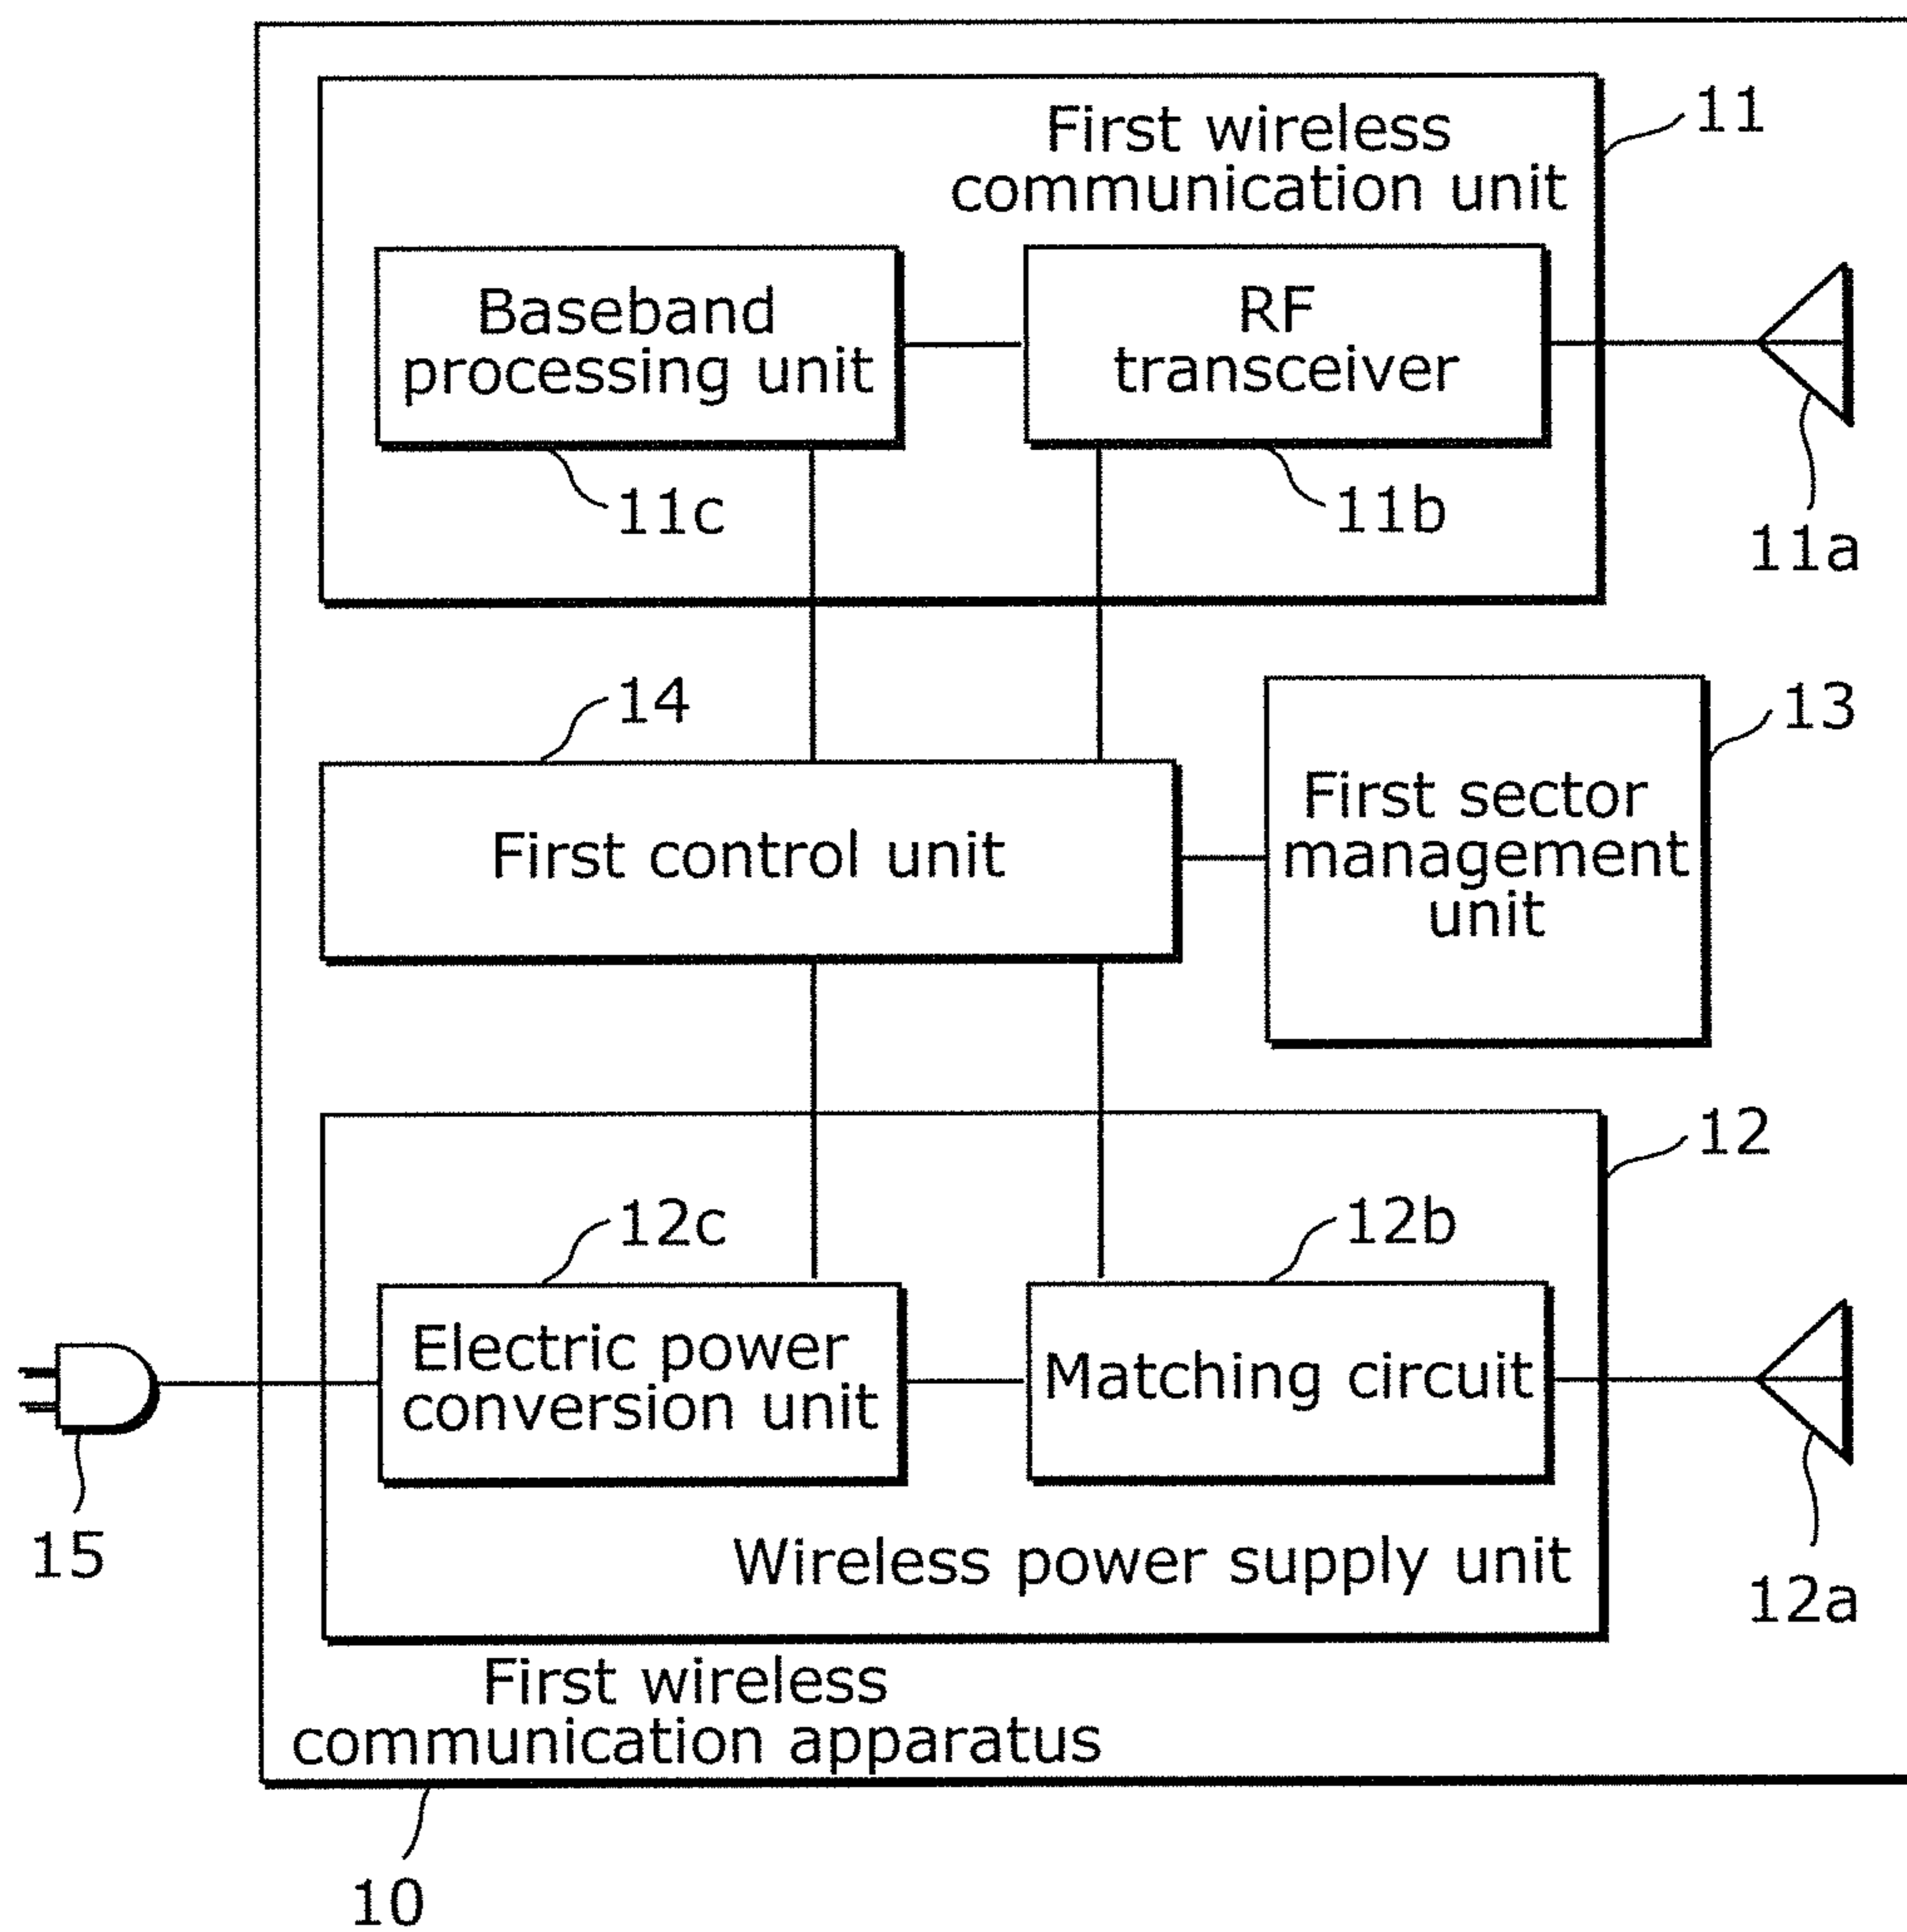 First wireless
communication unit
11
Baseband
processing unit
RF
transceiver
11c
11b
11a
14
13
First control unit
First sector
management
unit
12
12c
12b
Electric power
conversion unit
Matching circuit
15
Wireless power supply unit
12a
First wireless
communication apparatus
10